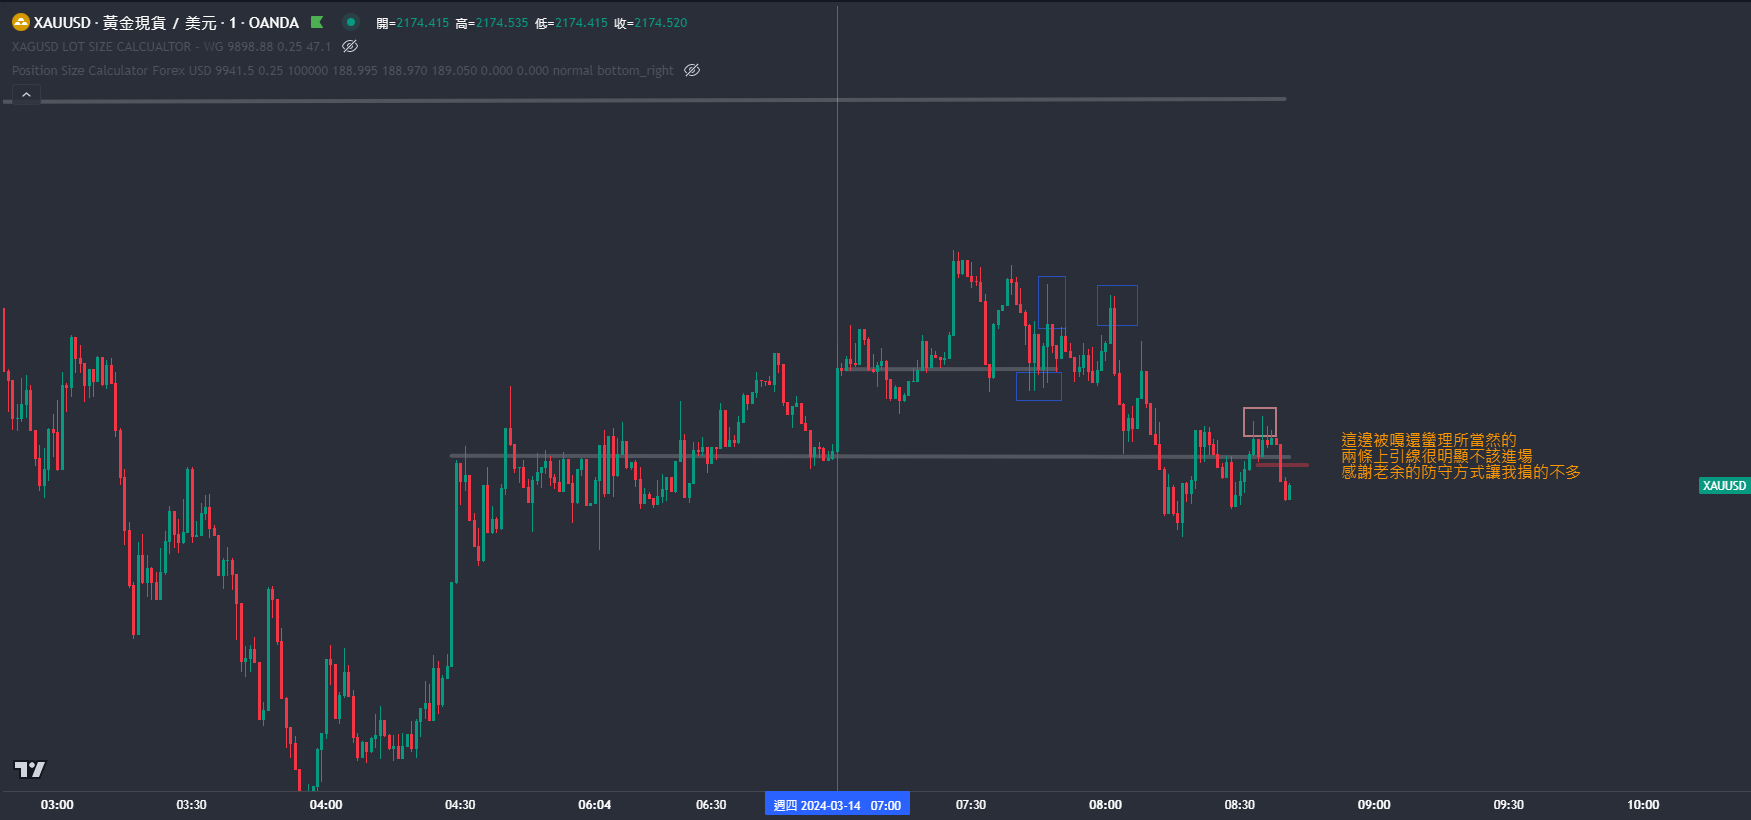 XAUUSD · 黃金現貨 / 美元 · 1 · OANDA 開=2174.415 高=2174.535 低=2174.415 收=2174.520
XAGUSD LOT SIZE CALCUALTOR - WG 9898.88 0.25 47.1
Position Size Calculator Forex USD 9941.5 0.25 100000 188.995 188.970 189.050 0.000 0.000 normal bottom_right
這邊被嘎還蠻理所當然的
兩條上引線很明顯不該進場
感謝老余的防守方式讓我損的不多
XAUUSD
03:00 03:30 04:00 04:30 06:04 06:30 週四 2024-03-14 07:00 07:30 08:00 08:30 09:00 09:30 10:00